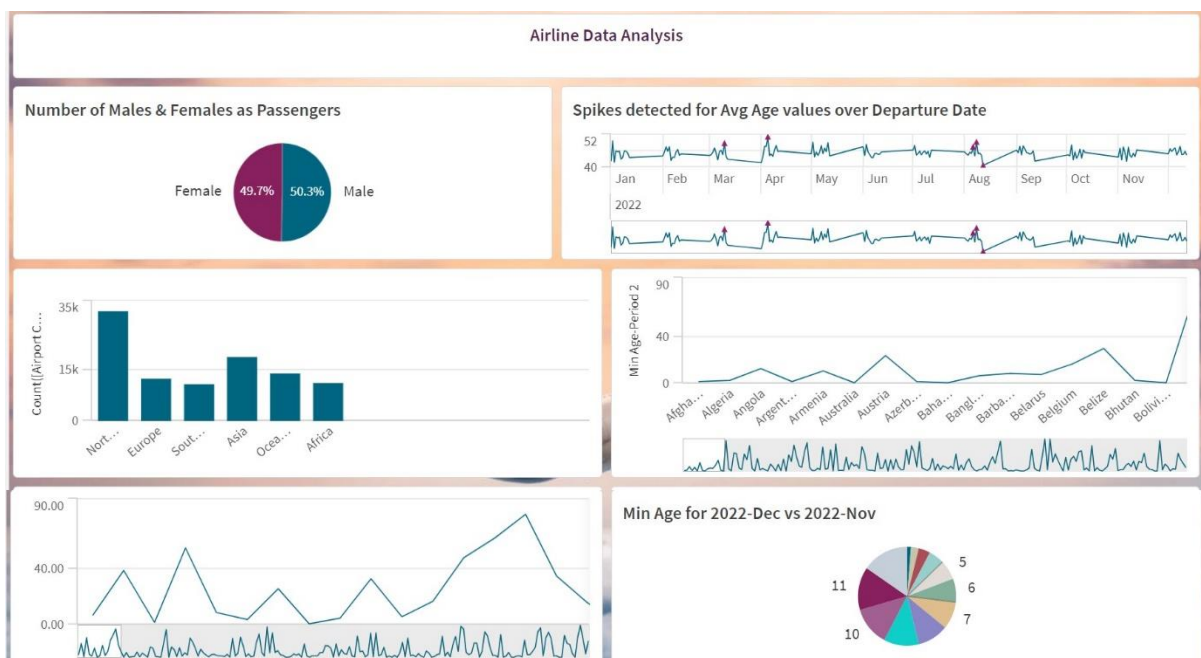 Airline Data Analysis
Number of Males & Females as Passengers
Female
49.7%
50.3%
Male
Spikes detected for Avg Age values over Departure Date
52
40
Jan Feb Mar Apr May Jun Jul Aug Sep Oct Nov
2022
Count([Airport C...
35k
15k
0
Nort... Europe Sout... Asia Ocea... Africa
Min Age-Period 2
90
40
0
Afgha... Algeria Angola Argent... Armenia Australia Austria Azerb... Baha... Bangl... Barba... Belarus Belgium Belize Bhutan Bolivi...
90.00
40.00
0.00
Min Age for 2022-Dec vs 2022-Nov
5
6
7
10
11